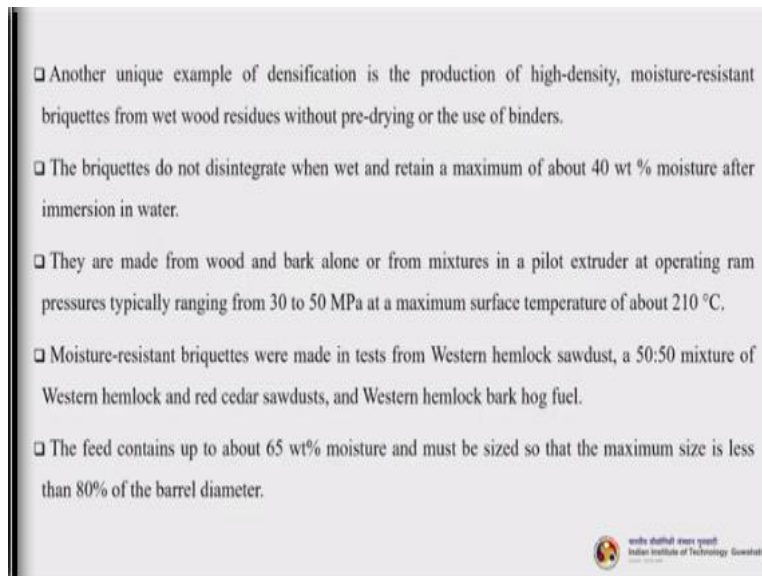 ❑ Another unique example of densification is the production of high-density, moisture-resistant
briquettes from wet wood residues without pre-drying or the use of binders.
❑ The briquettes do not disintegrate when wet and retain a maximum of about 40 wt % moisture after
immersion in water.
❑ They are made from wood and bark alone or from mixtures in a pilot extruder at operating ram
pressures typically ranging from 30 to 50 MPa at a maximum surface temperature of about 210 °C.
❑ Moisture-resistant briquettes were made in tests from Western hemlock sawdust, a 50:50 mixture of
Western hemlock and red cedar sawdusts, and Western hemlock bark hog fuel.
❑ The feed contains up to about 65 wt% moisture and must be sized so that the maximum size is less
than 80% of the barrel diameter.
Indian Institute of Technology Guwahati